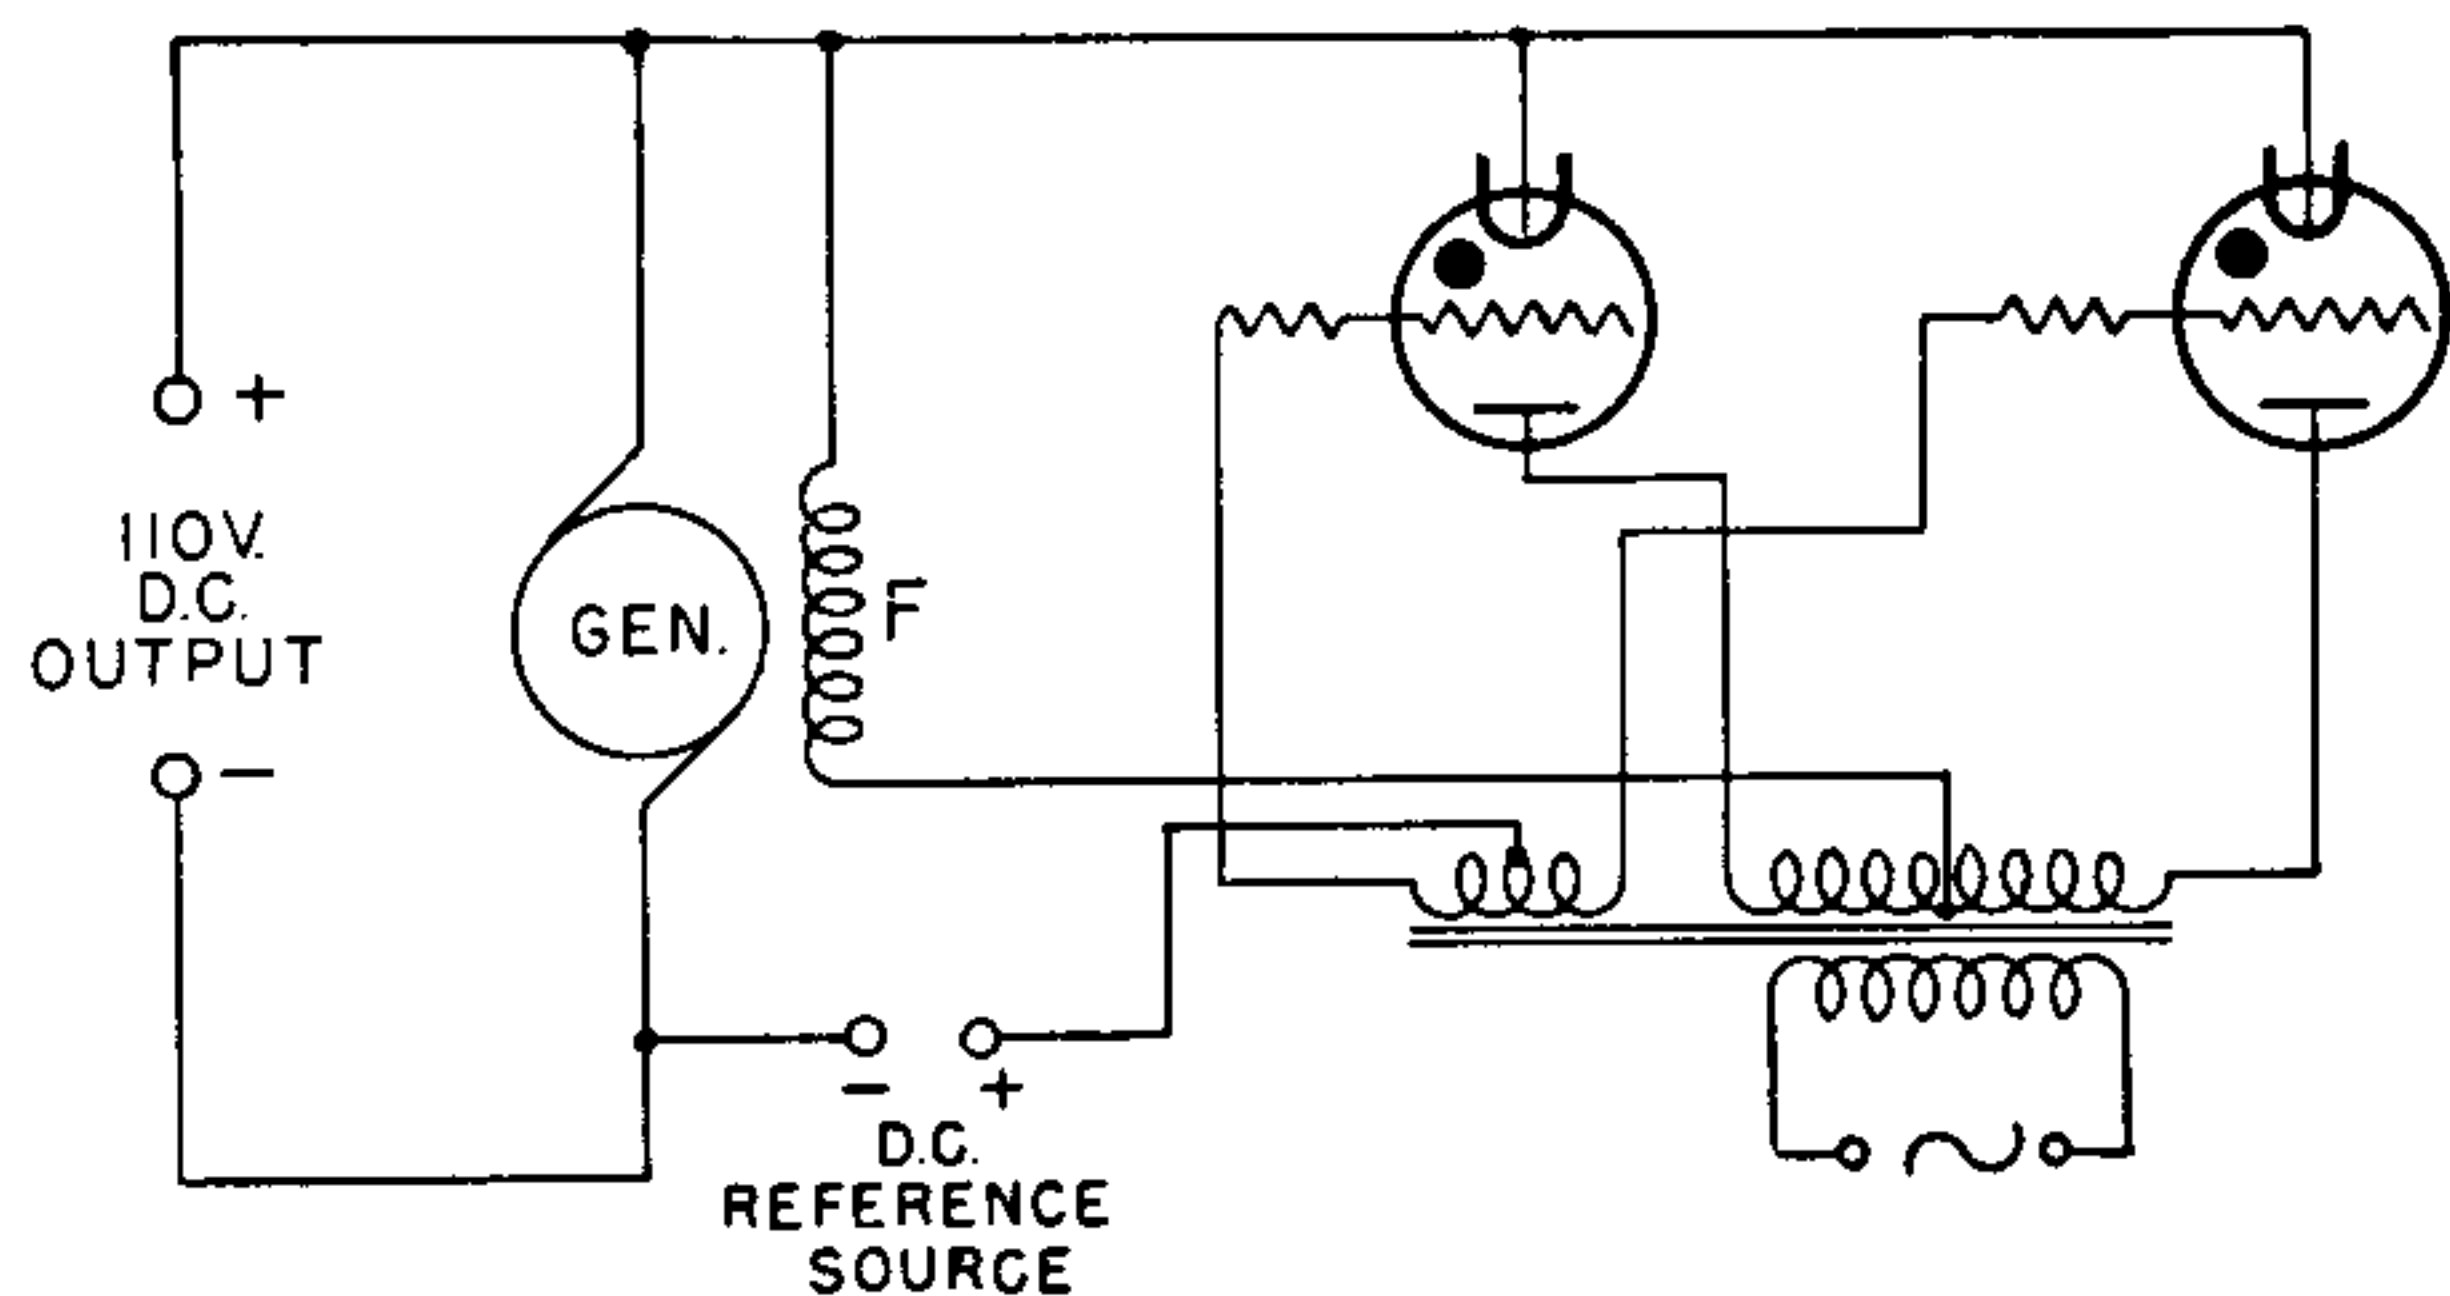 +
110V.
D.C.
OUTPUT
−
GEN.
F
− +
D.C.
REFERENCE
SOURCE